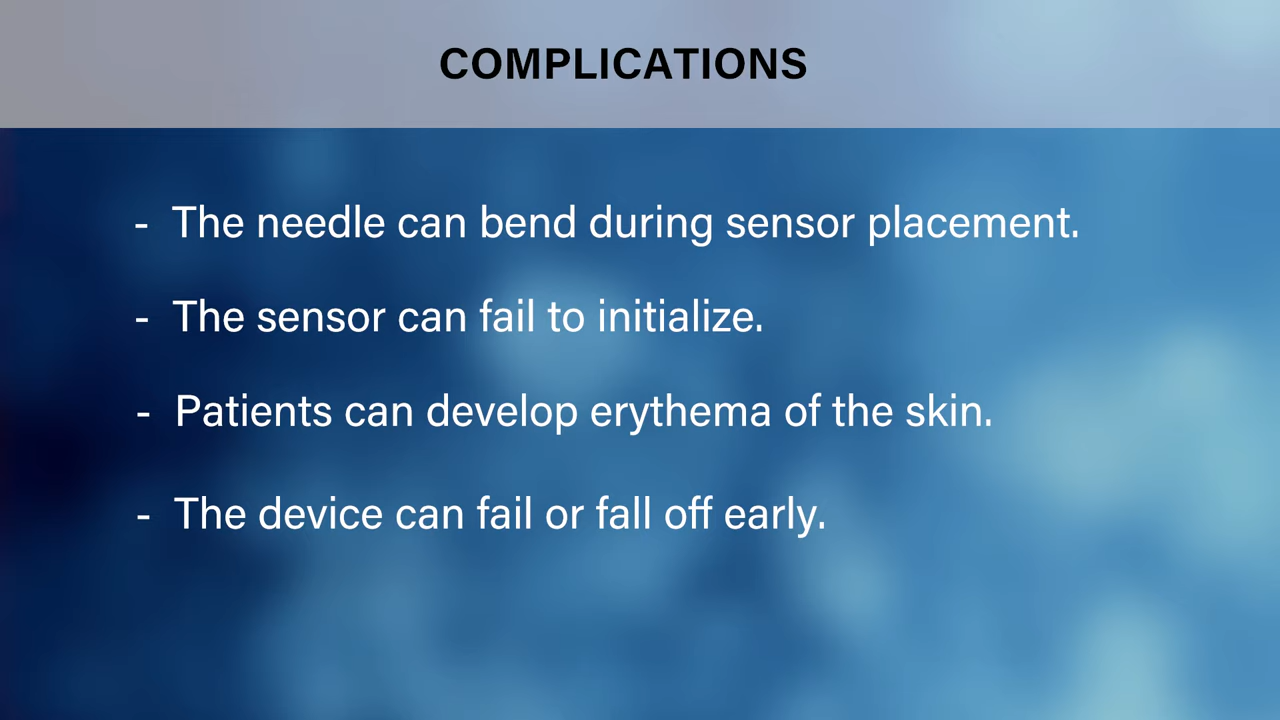 COMPLICATIONS
- The needle can bend during sensor placement.
- The sensor can fail to initialize.
- Patients can develop erythema of the skin.
- The device can fail or fall off early.